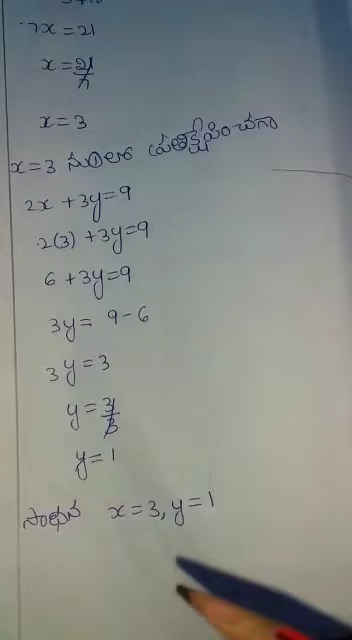 7x = 21
x = 21/7
x = 3
x = 3 ను లో ప్రతిక్షేపించగా
2x + 3y = 9
2(3) + 3y = 9
6 + 3y = 9
3y = 9 - 6
3y = 3
y = 3/3
y = 1
సాధన x = 3, y = 1